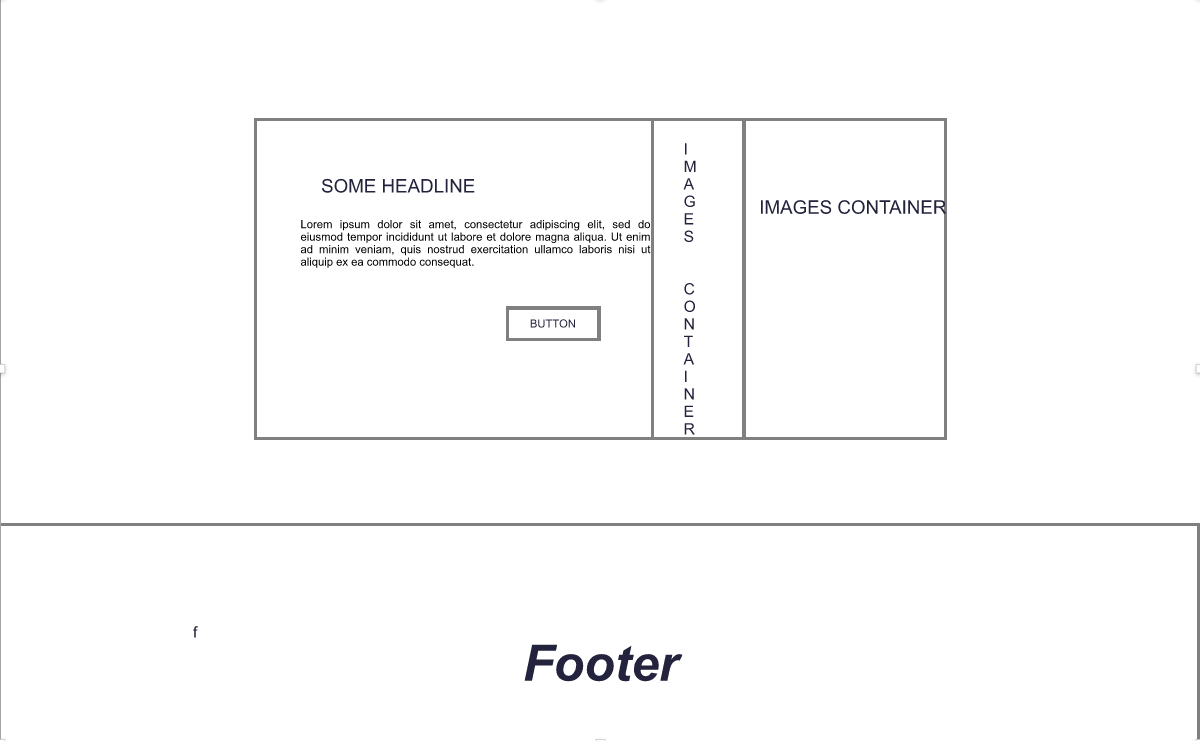 SOME HEADLINE
Lorem ipsum dolor sit amet, consectetur adipiscing elit, sed do
eiusmod tempor incididunt ut labore et dolore magna aliqua. Ut enim
ad minim veniam, quis nostrud exercitation ullamco laboris nisi ut
aliquip ex ea commodo consequat.
BUTTON
IMAGES CONTAINER
IMAGES CONTAINER
f
Footer